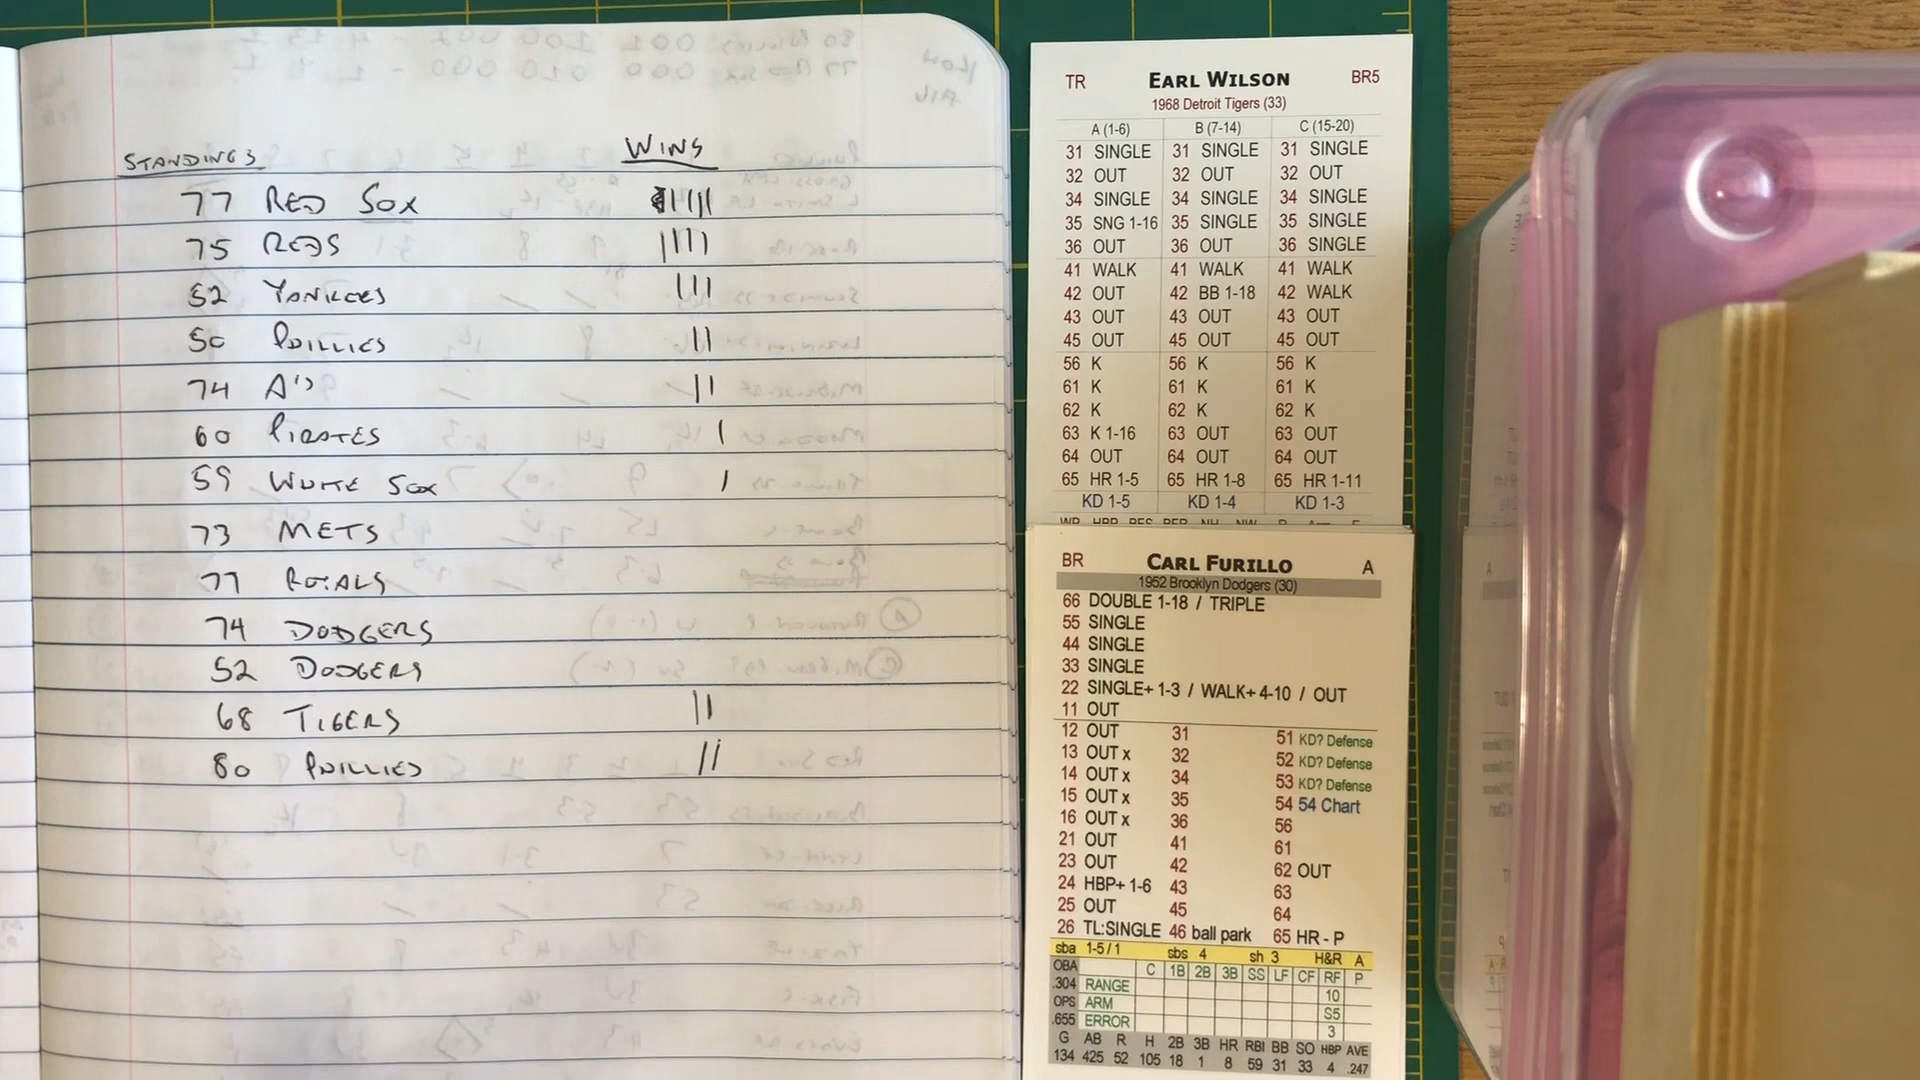 STANDINGS WINS
77 RED SOX |||||
75 REDS ||||
52 YANKEES |||
50 PHILLIES ||
74 A's ||
60 PIRATES |
59 WHITE SOX |
73 METS
77 ROYALS
74 DODGERS
52 DODGERS
68 TIGERS ||
80 PHILLIES ||
TR EARL WILSON BR5
1968 Detroit Tigers (33)
A (1-6) B (7-14) C (15-20)
31 SINGLE 31 SINGLE 31 SINGLE
32 OUT 32 OUT 32 OUT
34 SINGLE 34 SINGLE 34 SINGLE
35 SNG 1-16 35 SINGLE 35 SINGLE
36 OUT 36 OUT 36 SINGLE
41 WALK 41 WALK 41 WALK
42 OUT 42 BB 1-18 42 WALK
43 OUT 43 OUT 43 OUT
45 OUT 45 OUT 45 OUT
56 K 56 K 56 K
61 K 61 K 61 K
62 K 62 K 62 K
63 K 1-16 63 OUT 63 OUT
64 OUT 64 OUT 64 OUT
65 HR 1-5 65 HR 1-8 65 HR 1-11
KD 1-5 KD 1-4 KD 1-3
BR CARL FURILLO A
1952 Brooklyn Dodgers (30)
66 DOUBLE 1-18 / TRIPLE
55 SINGLE
44 SINGLE
33 SINGLE
22 SINGLE+ 1-3 / WALK+ 4-10 / OUT
11 OUT
12 OUT 31 51 KD? Defense
13 OUT x 32 52 KD? Defense
14 OUT x 34 53 KD? Defense
15 OUT x 35 54 54 Chart
16 OUT x 36 56
21 OUT 41 61
23 OUT 42 62 OUT
24 HBP+ 1-6 43 63
25 OUT 45 64
26 TL:SINGLE 46 ball park 65 HR - P
sba 1-5 / 1 sbs 4 sh 3 H&R A
OBA C 1B 2B 3B SS LF CF RF P
.304 RANGE 10
OPS ARM S5
.655 ERROR 3
G AB R H 2B 3B HR RBI BB SO HBP AVE
134 425 52 105 18 1 8 59 31 33 4 .247